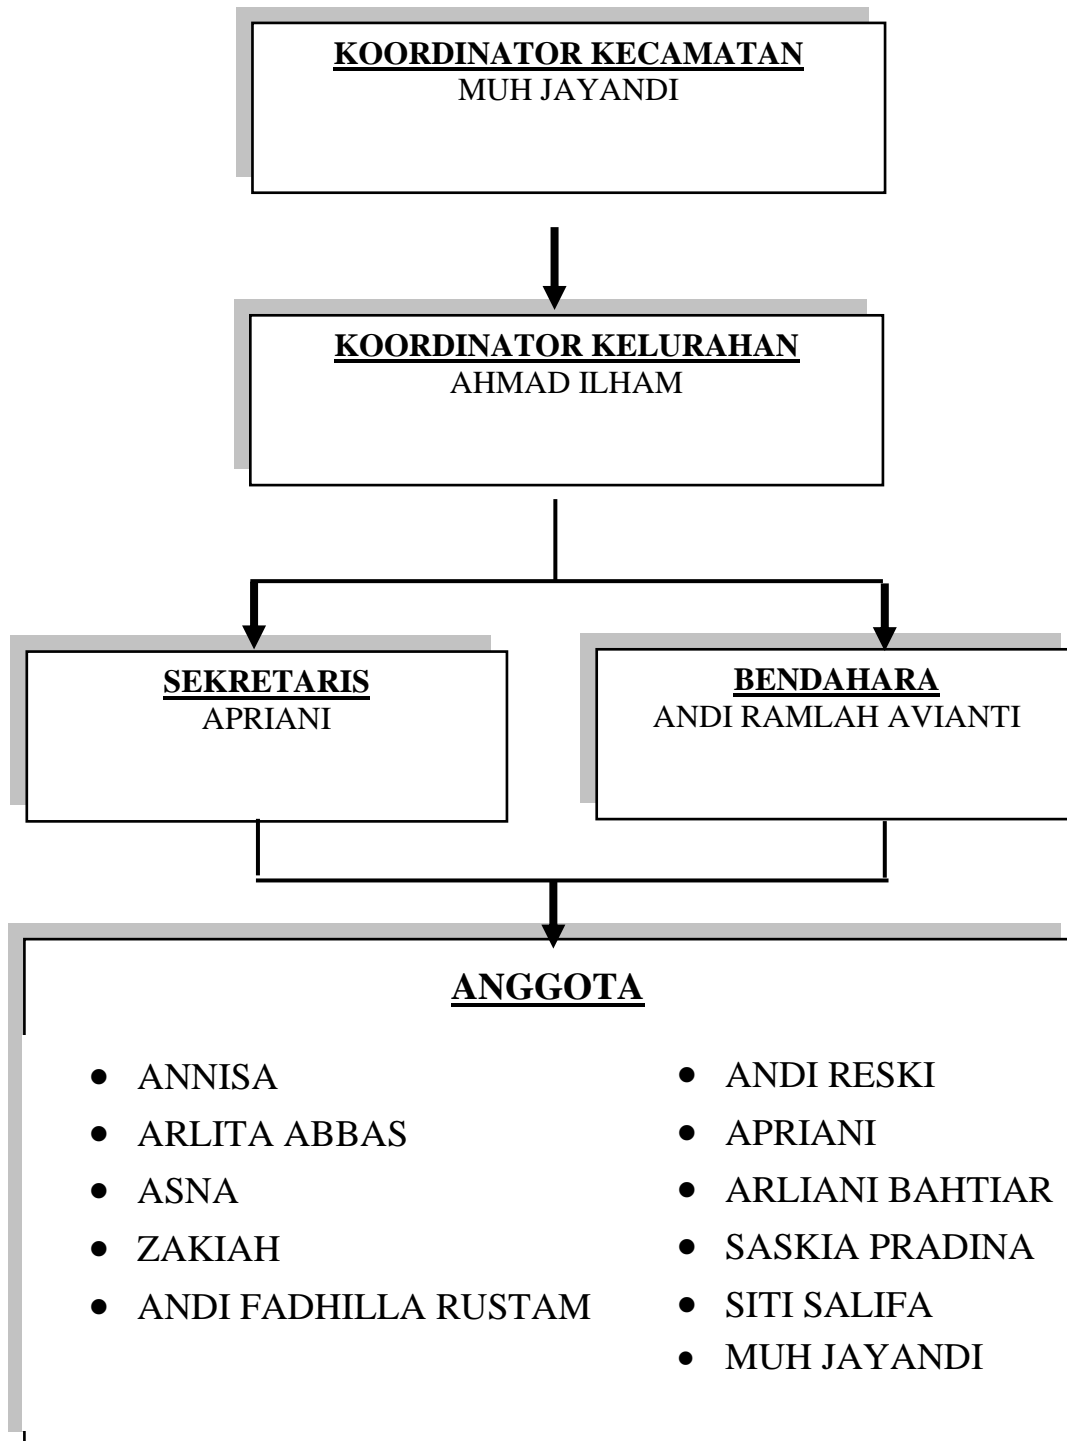 KOORDINATOR KECAMATAN
MUH JAYANDI
KOORDINATOR KELURAHAN
AHMAD ILHAM
SEKRETARIS
APRIANI
BENDAHARA
ANDI RAMLAH AVIANTI
ANGGOTA
• ANNISA
• ARLITA ABBAS
• ASNA
• ZAKIAH
• ANDI FADHILLA RUSTAM
• ANDI RESKI
• APRIANI
• ARLIANI BAHTIAR
• SASKIA PRADINA
• SITI SALIFA
• MUH JAYANDI